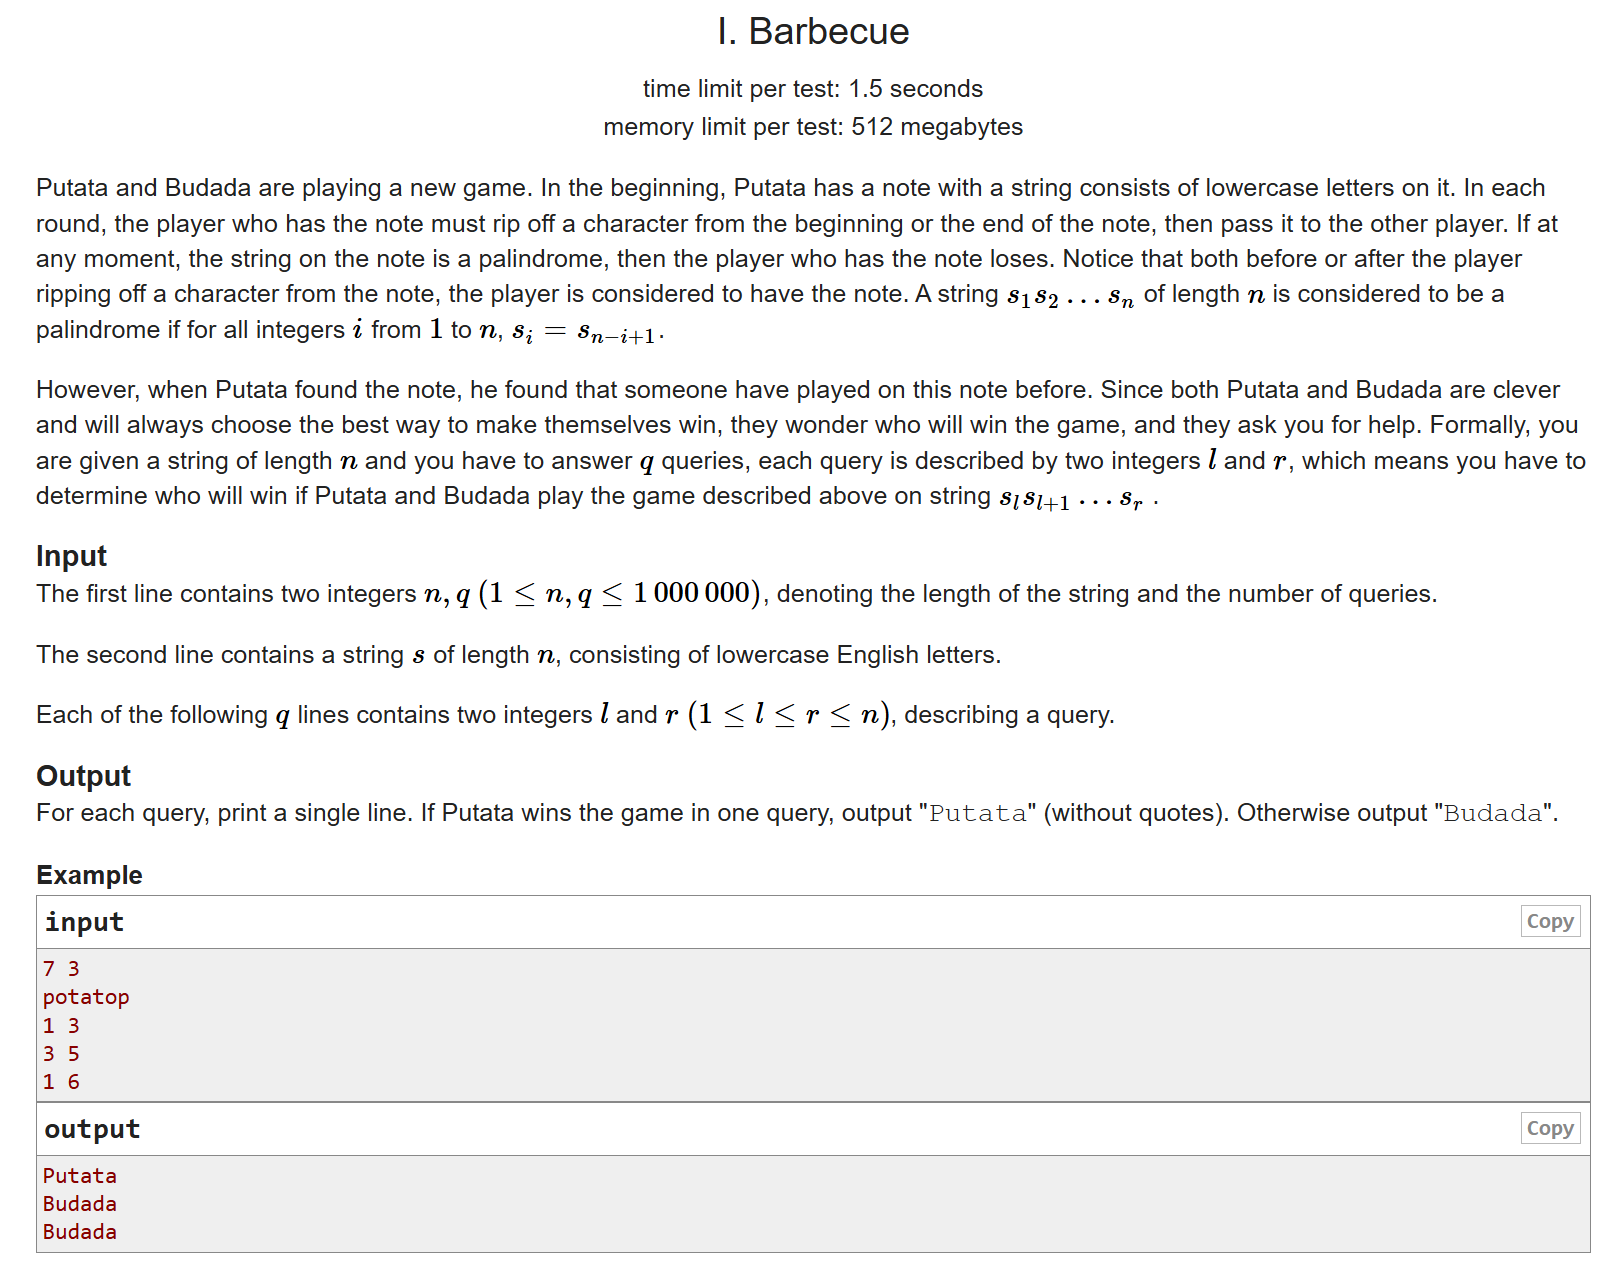 I. Barbecue
time limit per test: 1.5 seconds
memory limit per test: 512 megabytes
Putata and Budada are playing a new game. In the beginning, Putata has a note with a string consists of lowercase letters on it. In each
round, the player who has the note must rip off a character from the beginning or the end of the note, then pass it to the other player. If at
any moment, the string on the note is a palindrome, then the player who has the note loses. Notice that both before or after the player
ripping off a character from the note, the player is considered to have the note. A string s₁s₂ … sₙ of length n is considered to be a
palindrome if for all integers i from 1 to n, sᵢ = sₙ₋ᵢ₊₁.
However, when Putata found the note, he found that someone have played on this note before. Since both Putata and Budada are clever
and will always choose the best way to make themselves win, they wonder who will win the game, and they ask you for help. Formally, you
are given a string of length n and you have to answer q queries, each query is described by two integers l and r, which means you have to
determine who will win if Putata and Budada play the game described above on string sₗsₗ₊₁ ⋯ sᵣ .
Input
The first line contains two integers n, q (1 ≤ n, q ≤ 1 000 000), denoting the length of the string and the number of queries.
The second line contains a string s of length n, consisting of lowercase English letters.
Each of the following q lines contains two integers l and r (1 ≤ l ≤ r ≤ n), describing a query.
Output
For each query, print a single line. If Putata wins the game in one query, output "Putata" (without quotes). Otherwise output "Budada".
Example
input Copy
7 3
potatop
1 3
3 5
1 6
output Copy
Putata
Budada
Budada